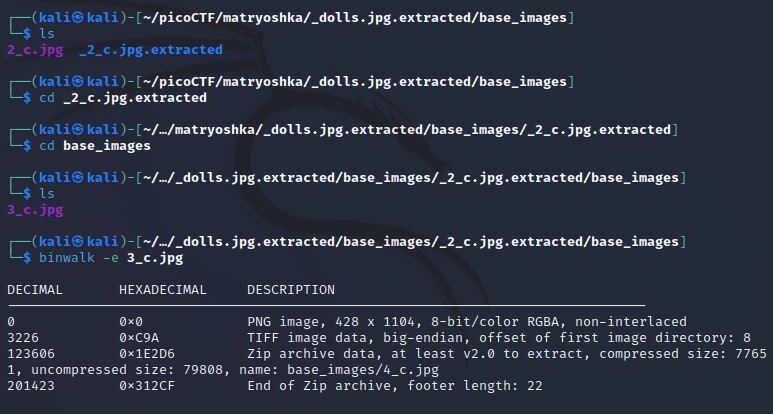 ┌──(kali㉿kali)-[~/picoCTF/matryoshka/_dolls.jpg.extracted/base_images]
└─$ ls
2_c.jpg  _2_c.jpg.extracted
┌──(kali㉿kali)-[~/picoCTF/matryoshka/_dolls.jpg.extracted/base_images]
└─$ cd _2_c.jpg.extracted
┌──(kali㉿kali)-[~/…/matryoshka/_dolls.jpg.extracted/base_images/_2_c.jpg.extracted]
└─$ cd base_images
┌──(kali㉿kali)-[~/…/_dolls.jpg.extracted/base_images/_2_c.jpg.extracted/base_images]
└─$ ls
3_c.jpg
┌──(kali㉿kali)-[~/…/_dolls.jpg.extracted/base_images/_2_c.jpg.extracted/base_images]
└─$ binwalk -e 3_c.jpg
DECIMAL       HEXADECIMAL     DESCRIPTION
--------------------------------------------------------------------------------
0             0×0             PNG image, 428 x 1104, 8-bit/color RGBA, non-interlaced
3226          0×C9A           TIFF image data, big-endian, offset of first image directory: 8
123606        0×1E2D6         Zip archive data, at least v2.0 to extract, compressed size: 7765
1, uncompressed size: 79808, name: base_images/4_c.jpg
201423        0×312CF         End of Zip archive, footer length: 22